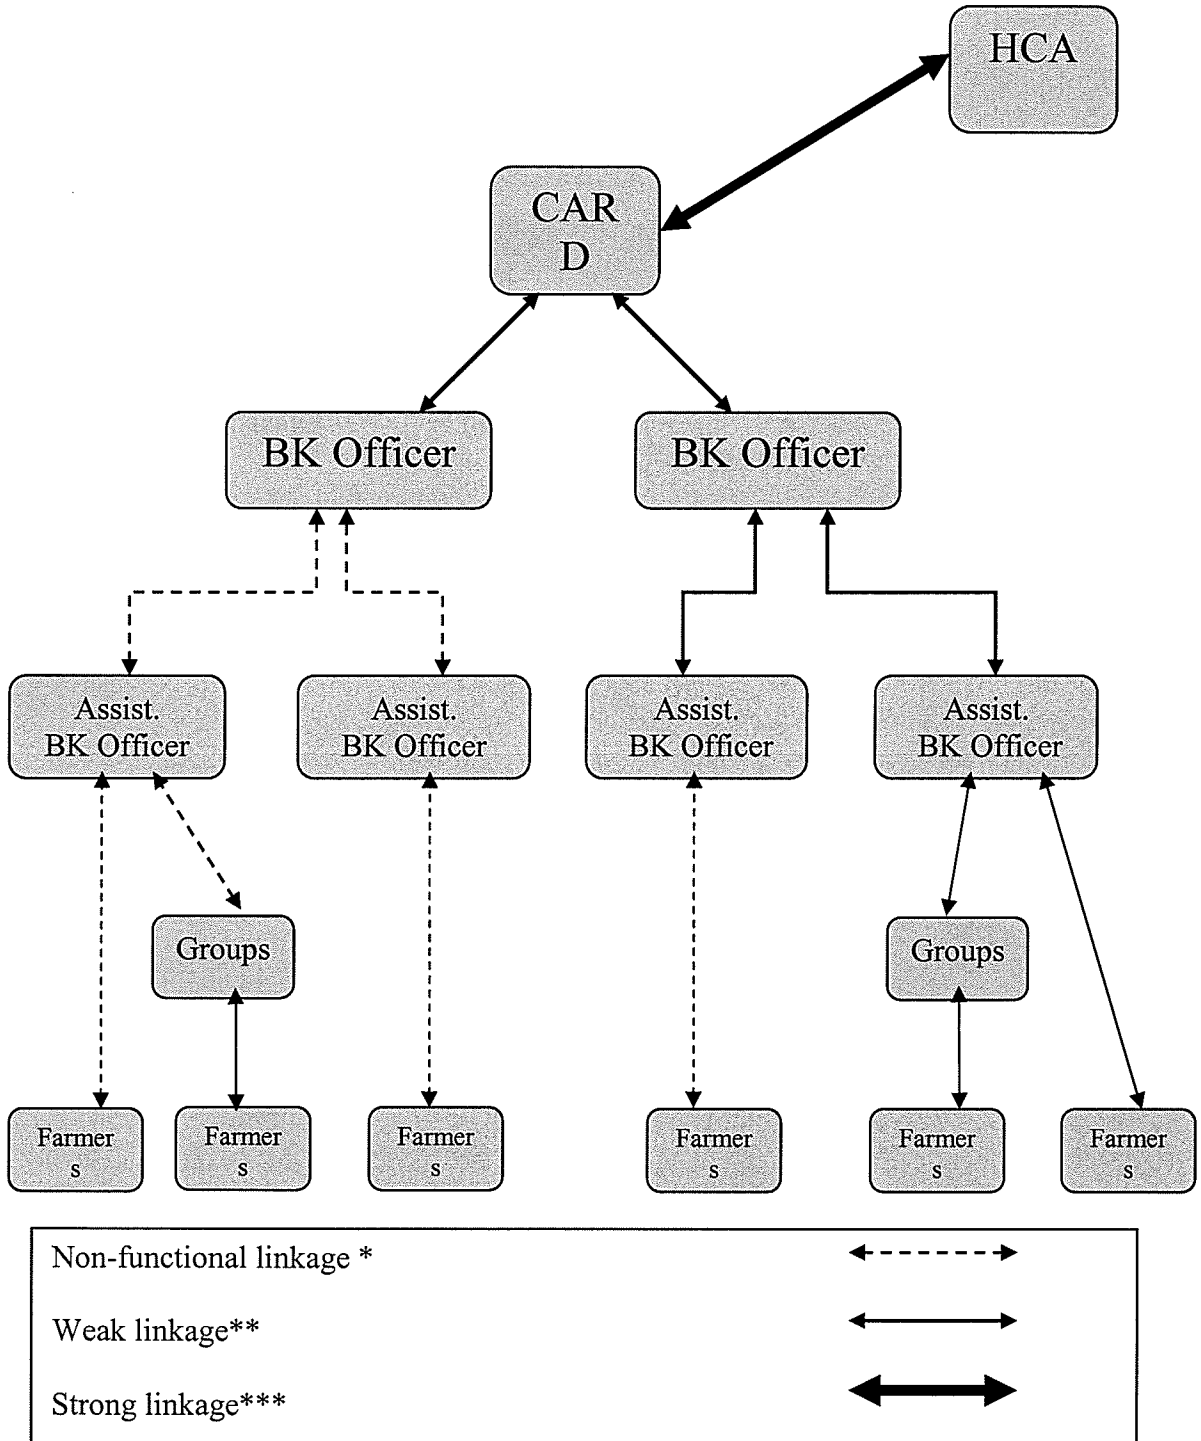 HCA
CAR
D
BK Officer
BK Officer
Assist.
BK Officer
Assist.
BK Officer
Assist.
BK Officer
Assist.
BK Officer
Groups
Groups
Farmer
s
Farmer
s
Farmer
s
Farmer
s
Farmer
s
Farmer
s
Non-functional linkage *
Weak linkage**
Strong linkage***